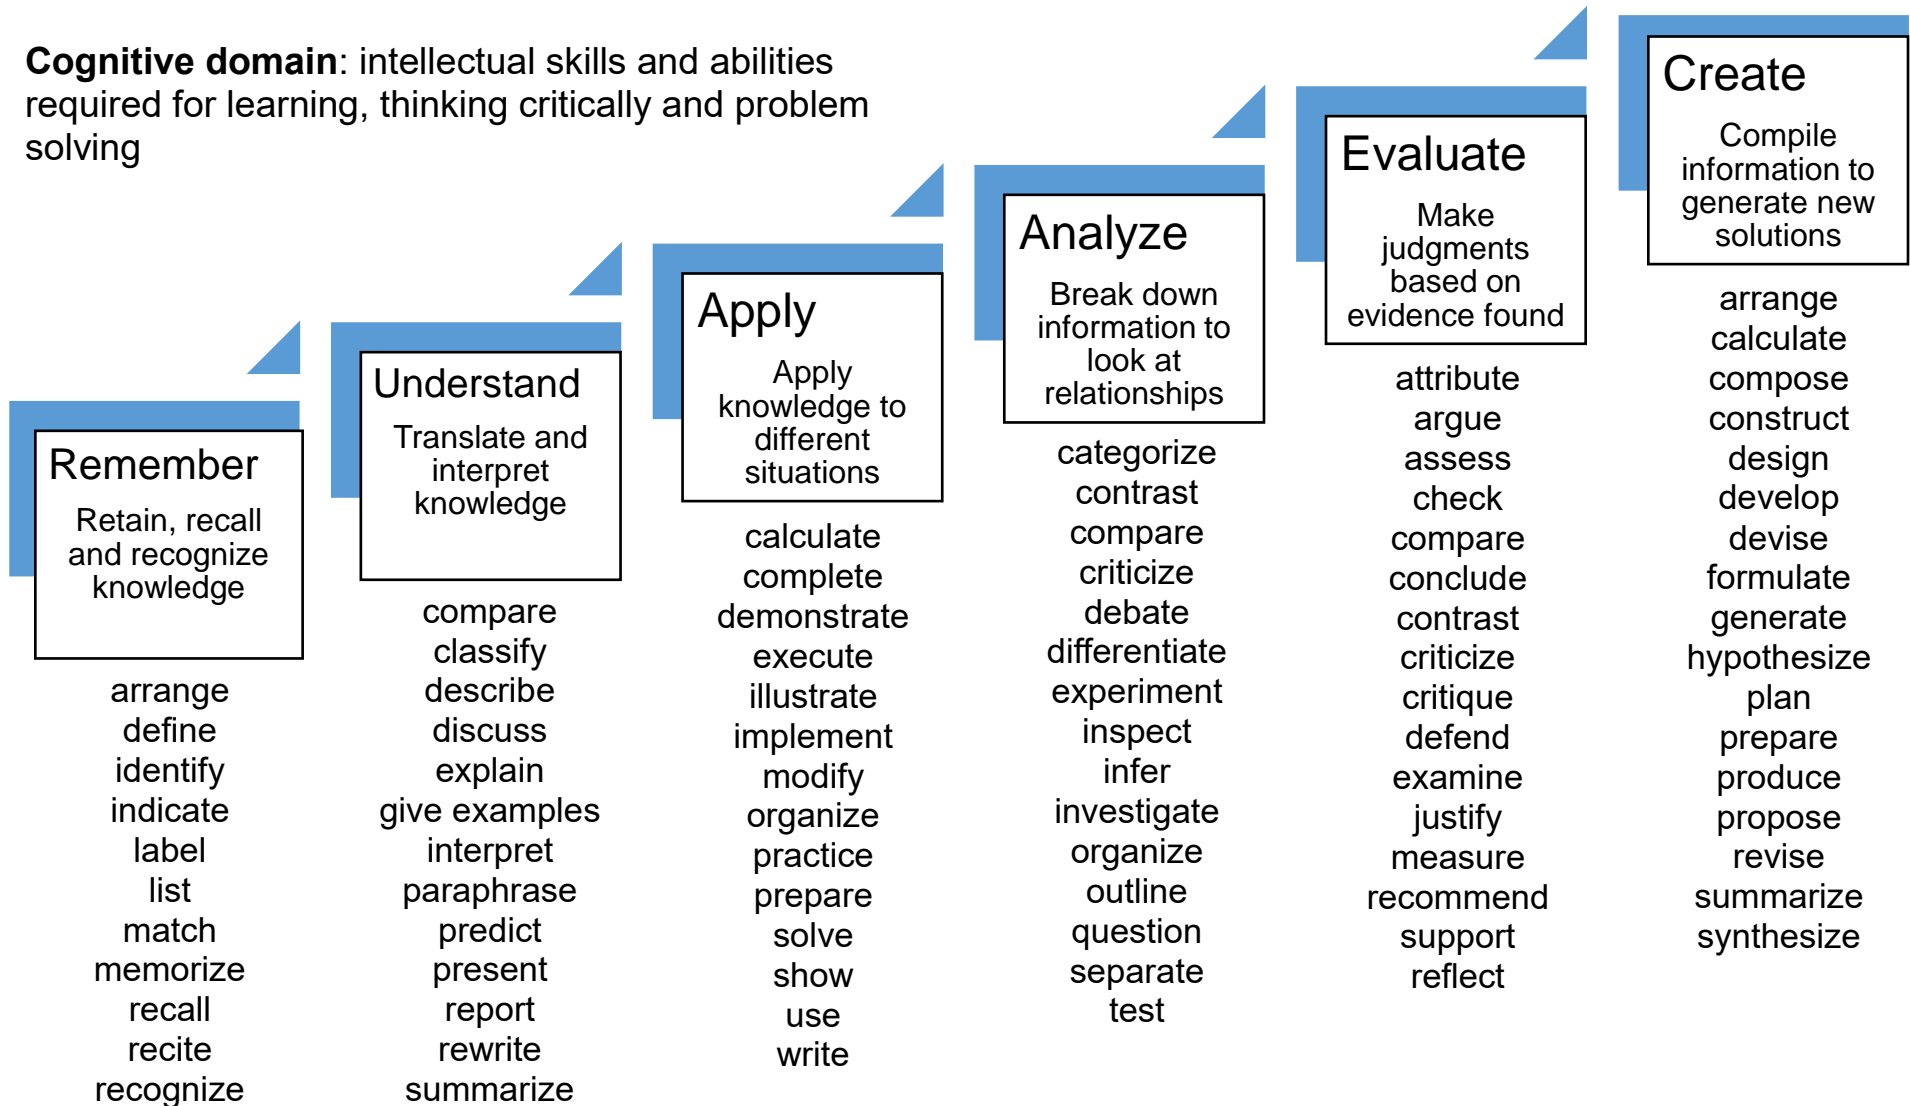 Cognitive domain: intellectual skills and abilities
required for learning, thinking critically and problem
solving
Remember
Retain, recall
and recognize
knowledge
arrange
define
identify
indicate
label
list
match
memorize
recall
recite
recognize
Understand
Translate and
interpret
knowledge
compare
classify
describe
discuss
explain
give examples
interpret
paraphrase
predict
present
report
rewrite
summarize
Apply
Apply
knowledge to
different
situations
calculate
complete
demonstrate
execute
illustrate
implement
modify
organize
practice
prepare
solve
show
use
write
Analyze
Break down
information to
look at
relationships
categorize
contrast
compare
criticize
debate
differentiate
experiment
inspect
infer
investigate
organize
outline
question
separate
test
Evaluate
Make
judgments
based on
evidence found
attribute
argue
assess
check
compare
conclude
contrast
criticize
critique
defend
examine
justify
measure
recommend
support
reflect
Create
Compile
information to
generate new
solutions
arrange
calculate
compose
construct
design
develop
devise
formulate
generate
hypothesize
plan
prepare
produce
propose
revise
summarize
synthesize